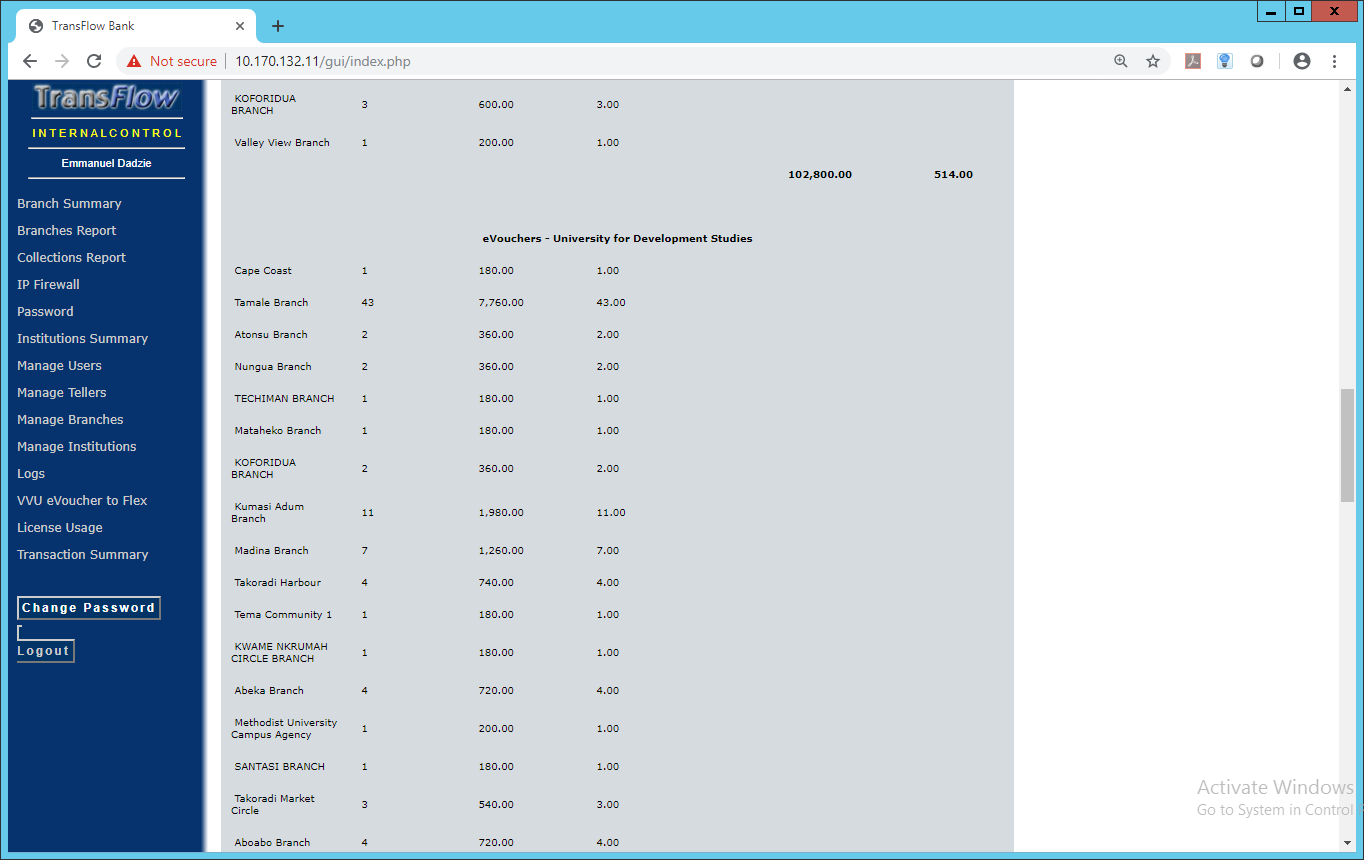 TransFlow Bank
Not secure
10.170.132.11/gui/index.php
TransFlow
INTERNALCONTROL
Emmanuel Dadzie
Branch Summary
Branches Report
Collections Report
IP Firewall
Password
Institutions Summary
Manage Users
Manage Tellers
Manage Branches
Manage Institutions
Logs
VVU eVoucher to Flex
License Usage
Transaction Summary
Change Password
Logout
KOFORIDUA
BRANCH 3 600.00 3.00
Valley View Branch 1 200.00 1.00
102,800.00 514.00
eVouchers - University for Development Studies
Cape Coast 1 180.00 1.00
Tamale Branch 43 7,760.00 43.00
Atonsu Branch 2 360.00 2.00
Nungua Branch 2 360.00 2.00
TECHIMAN BRANCH 1 180.00 1.00
Mataheko Branch 1 180.00 1.00
KOFORIDUA
BRANCH 2 360.00 2.00
Kumasi Adum
Branch 11 1,980.00 11.00
Madina Branch 7 1,260.00 7.00
Takoradi Harbour 4 740.00 4.00
Tema Community 1 1 180.00 1.00
KWAME NKRUMAH
CIRCLE BRANCH 1 180.00 1.00
Abeka Branch 4 720.00 4.00
Methodist University
Campus Agency 1 200.00 1.00
SANTASI BRANCH 1 180.00 1.00
Takoradi Market
Circle 3 540.00 3.00
Aboabo Branch 4 720.00 4.00
Activate Windows
Go to System in Control